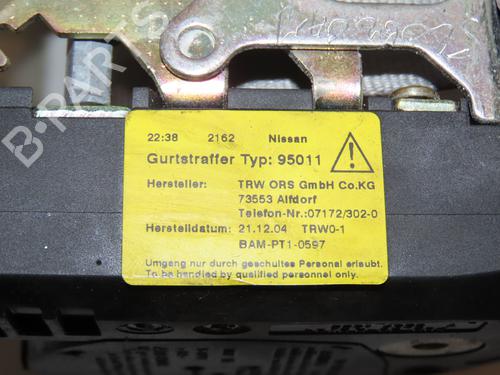 B-PARTS
22:38 2162 Nissan
Gurtstraffer Typ: 95011
Hersteller: TRW ORS GmbH Co.KG
73553 Alfdorf
Telefon-Nr.:07172/302-0
Herstelldatum: 21.12.04 TRW0-1
BAM-PT1-0597
Umgang nur durch geschultes Personal erlaubt.
To be handled by qualified personnel only.